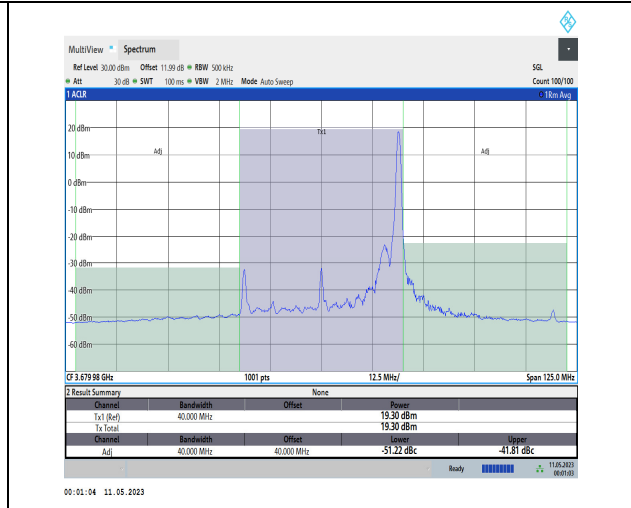 MultiView Spectrum
Ref Level 30.00 dBm Offset 11.99 dB RBW 500 kHz SGL
Att 30 dB SWT 100 ms VBW 2 MHz Mode Auto Sweep Count 100/100
1 ACLR 1Rm Avg
Tx1
20 dBm
Adj Adj
10 dBm
0 dBm
-10 dBm
-20 dBm
-30 dBm
-40 dBm
-50 dBm
-60 dBm
CF 3.67998 GHz 1001 pts 12.5 MHz/ Span 125.0 MHz
2 Result Summary None
Channel Bandwidth Offset Power
Tx1 (Ref) 40.000 MHz 19.30 dBm
Tx Total 19.30 dBm
Channel Bandwidth Offset Lower Upper
Adj 40.000 MHz 40.000 MHz -51.22 dBc -41.81 dBc
Ready 11.05.2023
00:01:03
00:01:04 11.05.2023